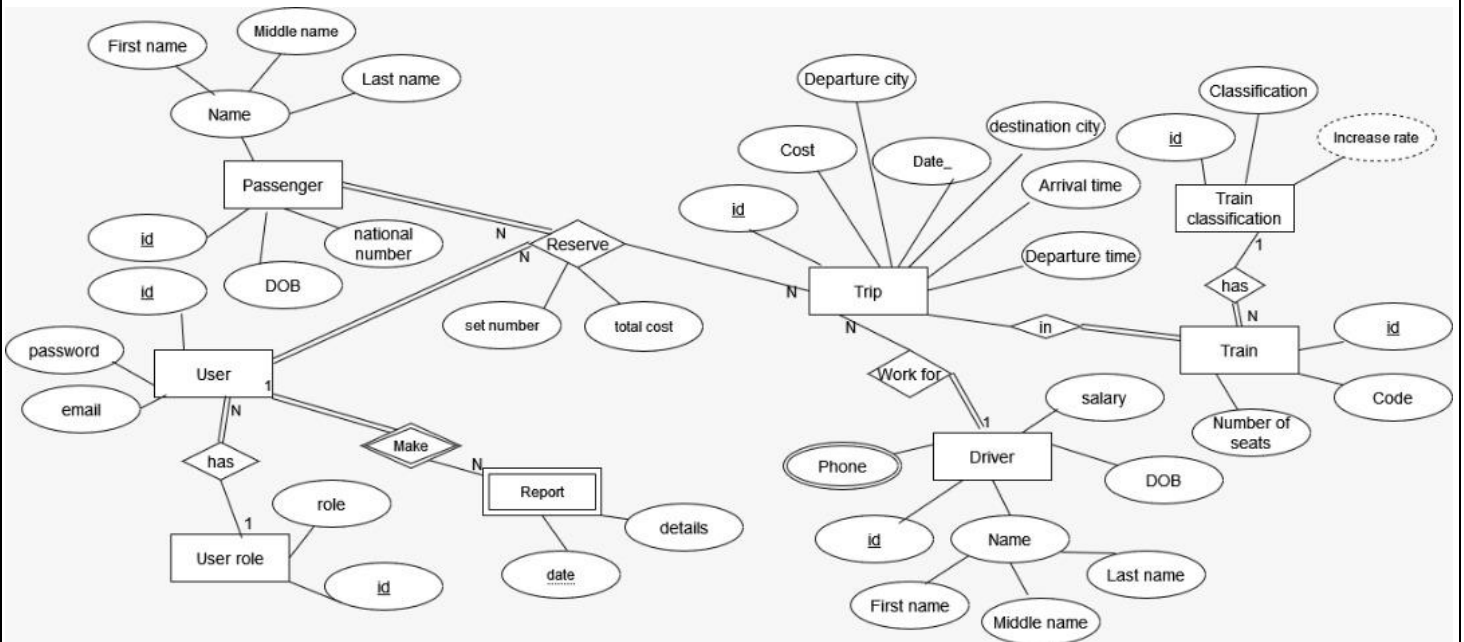 First name
Middle name
Last name
Name
Passenger
id
national
number
DOB
id
password
email
User
1
N
has
1
User role
role
id
Make
N
Report
date
details
N
N
Reserve
set number
total cost
N
Departure city
Cost
Date_
destination city
Arrival time
Departure time
id
Trip
N
in
Work for
1
Driver
salary
Phone
DOB
id
Name
First name
Middle name
Last name
Classification
id
Increase rate
Train
classification
1
has
N
Train
id
Code
Number of
seats